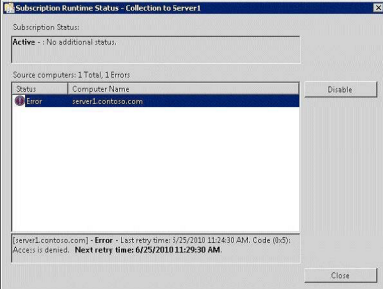 Subscription Runtime Status - Collection to Server1
Subscription Status:
Active - : No additional status.
Source computers: 1 Total, 1 Errors
Status Computer Name
Error server1.contoso.com
Disable
[server1.contoso.com] - Error - Last retry time: 6/25/2010 11:24:30 AM. Code (0x5):
Access is denied. Next retry time: 6/25/2010 11:29:30 AM.
Close